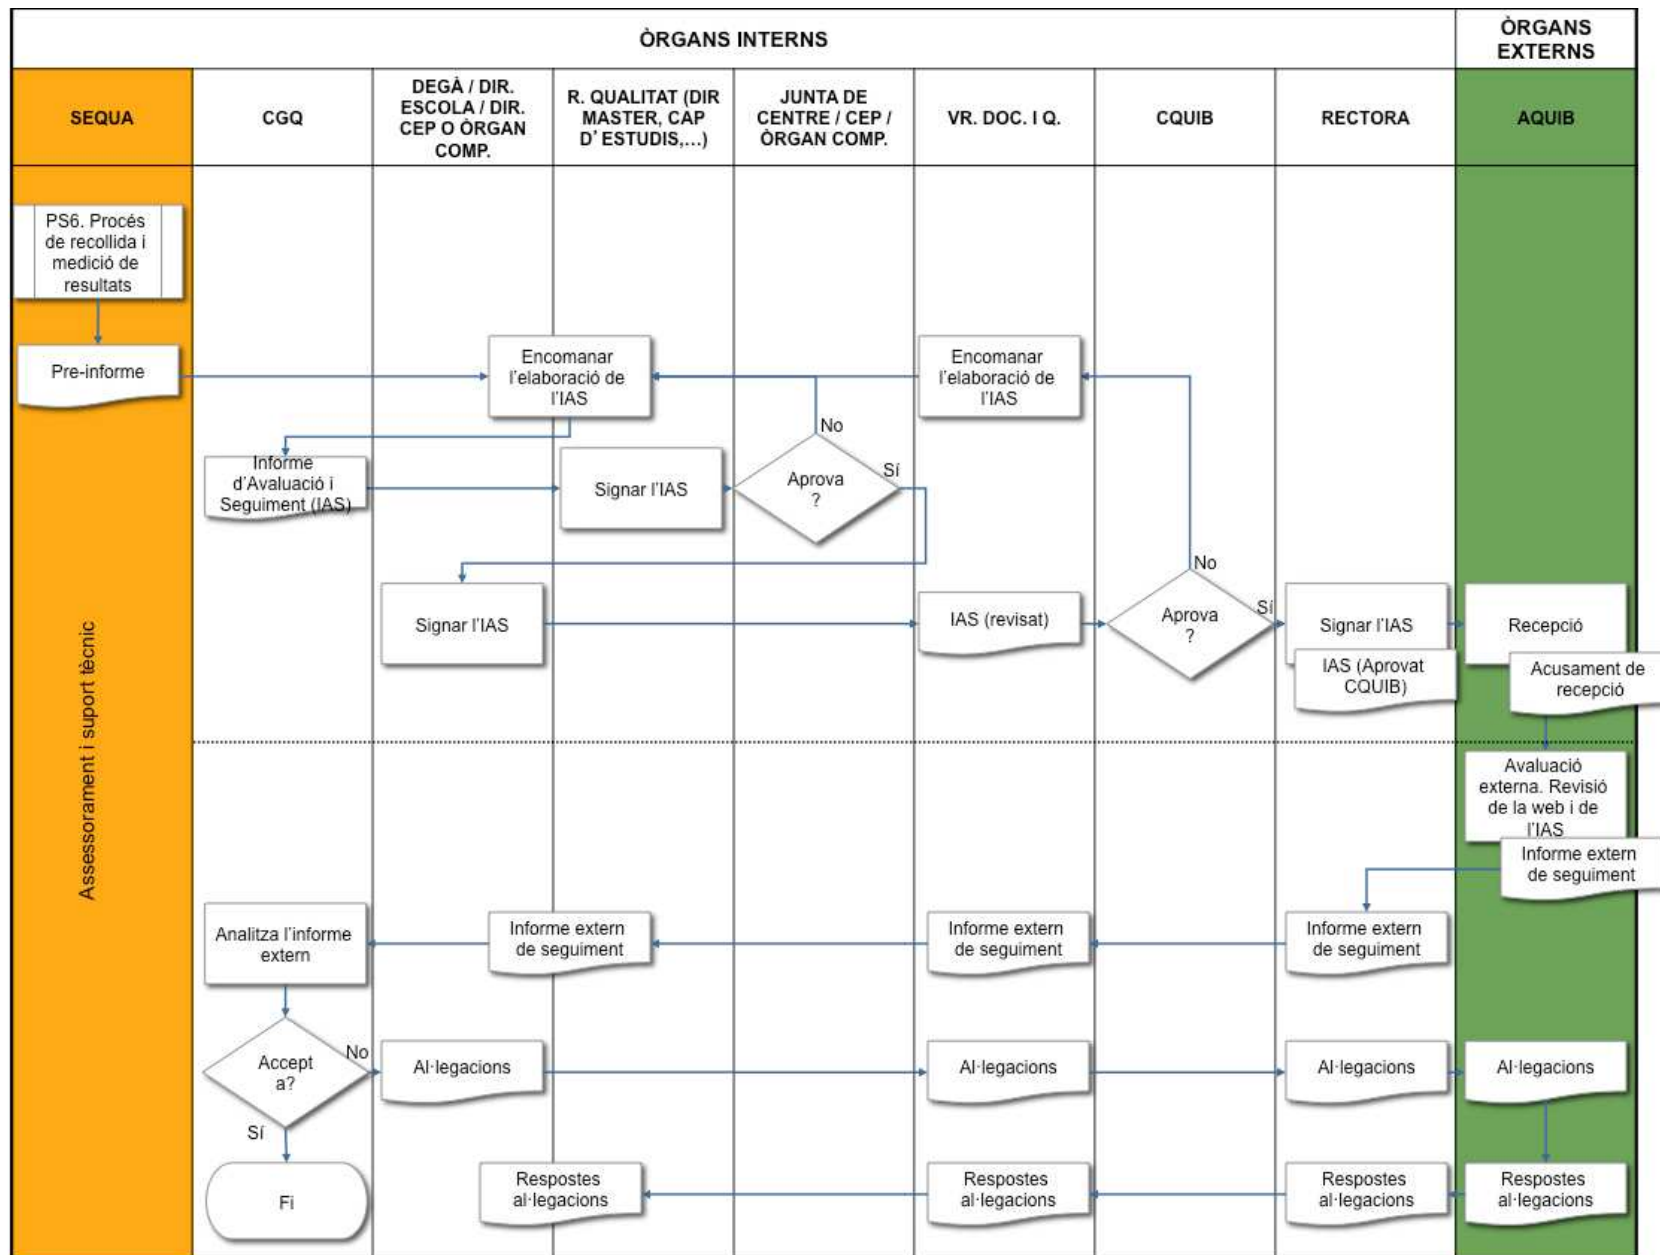 ÒRGANS INTERNS
ÒRGANS
EXTERNS
SEQUA
CGQ
DEGÀ / DIR.
ESCOLA / DIR.
CEP O ÒRGAN
COMP.
R. QUALITAT (DIR
MASTER, CAP
D'ESTUDIS,...)
JUNTA DE
CENTRE / CEP /
ÒRGAN COMP.
VR. DOC. I Q.
CQUIB
RECTORA
AQUIB
PS6. Procés
de recollida i
medició de
resultats
Pre-informe
Encomanar
l'elaboració de
l'IAS
Encomanar
l'elaboració de
l'IAS
No
Informe
d'Avaluació i
Seguiment (IAS)
Signar l'IAS
Aprova
?
Sí
No
Signar l'IAS
IAS (revisat)
Aprova
?
Sí
Signar l'IAS
IAS (Aprovat
CQUIB)
Recepció
Acusament de
recepció
Assessorament i suport tècnic
Avaluació
externa. Revisió
de la web i de
l'IAS
Informe extern
de seguiment
Analitza l'informe
extern
Informe extern
de seguiment
Informe extern
de seguiment
Informe extern
de seguiment
Accept
a?
No
Al·legacions
Al·legacions
Al·legacions
Al·legacions
Sí
Fi
Respostes
al·legacions
Respostes
al·legacions
Respostes
al·legacions
Respostes
al·legacions